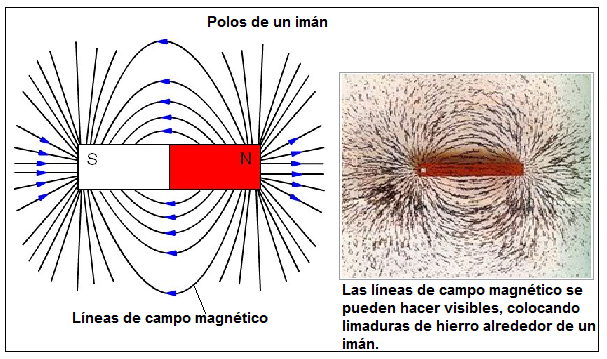 Polos de un imán
S
N
Líneas de campo magnético
Las líneas de campo magnético se
pueden hacer visibles, colocando
limaduras de hierro alrededor de un
imán.